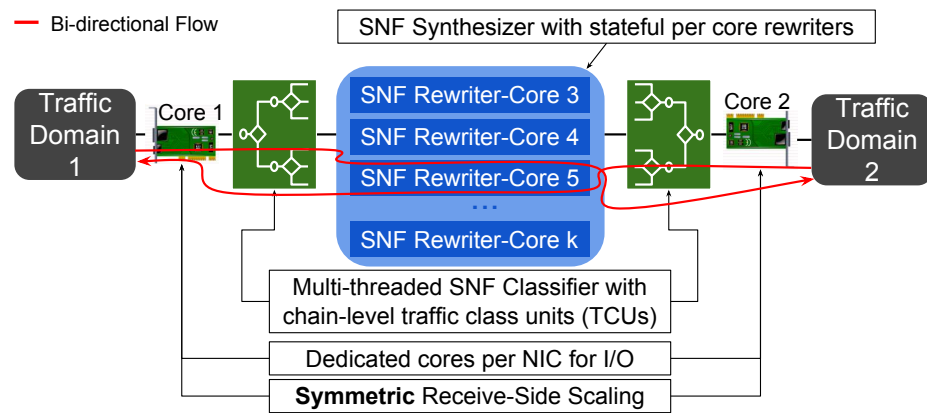 Bi-directional Flow
SNF Synthesizer with stateful per core rewriters
Traffic
Domain
1
Core 1
SNF Rewriter-Core 3
SNF Rewriter-Core 4
SNF Rewriter-Core 5
...
SNF Rewriter-Core k
Core 2
Traffic
Domain
2
Multi-threaded SNF Classifier with
chain-level traffic class units (TCUs)
Dedicated cores per NIC for I/O
Symmetric Receive-Side Scaling